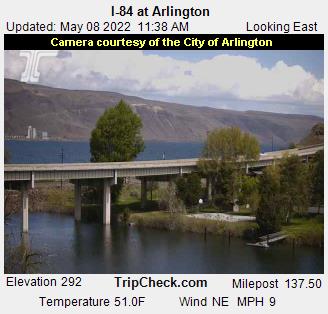 I-84 at Arlington
Updated: May 08 2022 11:38 AM Looking East
Camera courtesy of the City of Arlington
Elevation 292 TripCheck.com Milepost 137.50
Temperature 51.0F Wind NE MPH 9